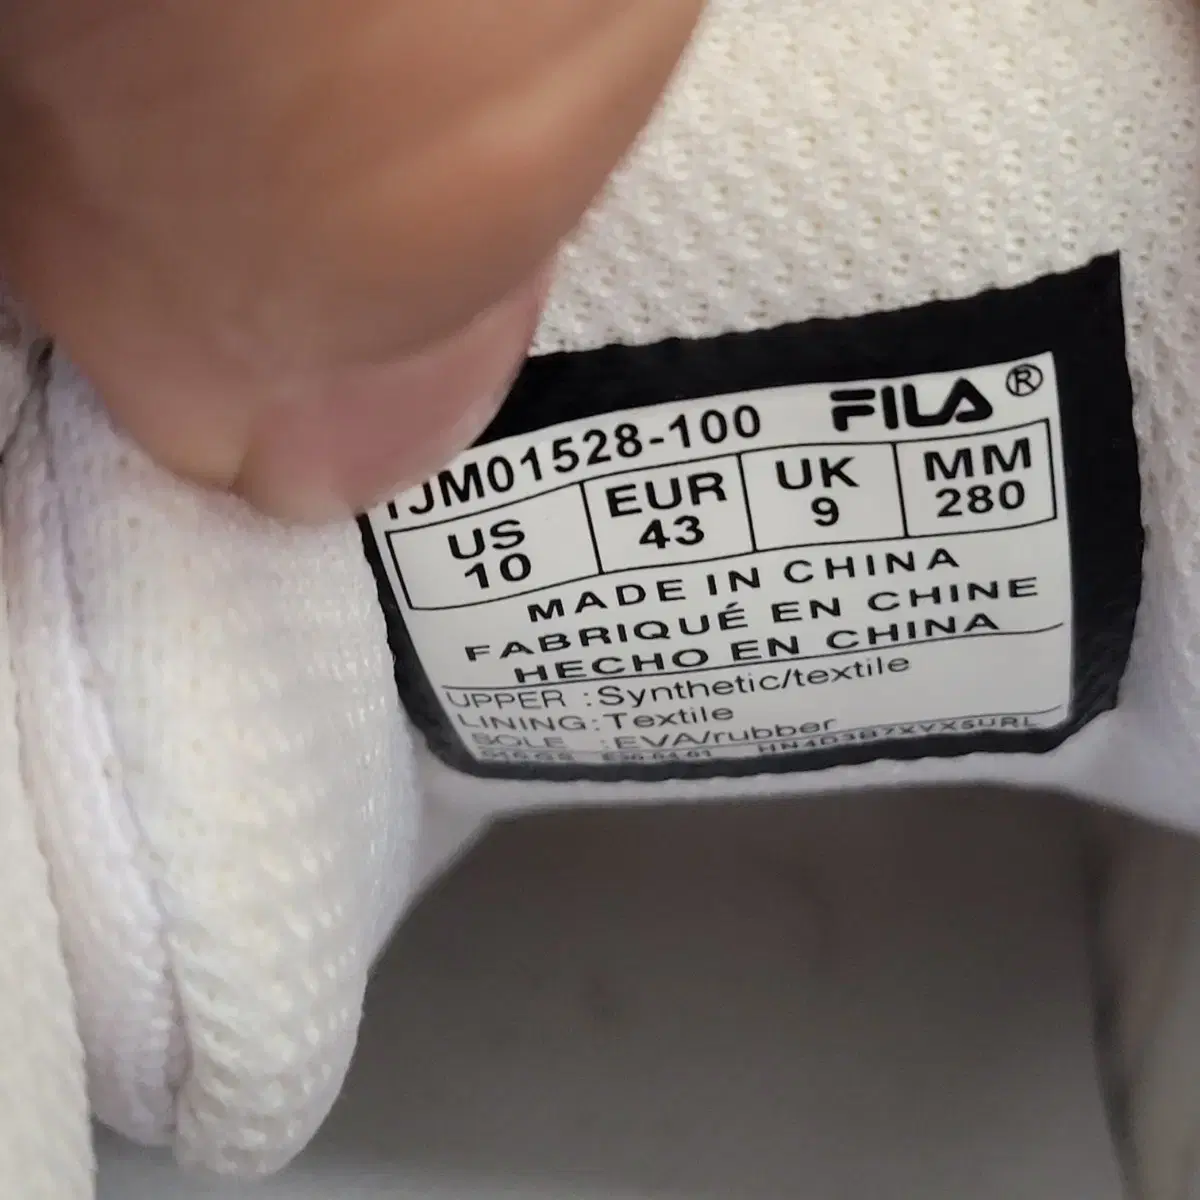 1JM01528-100 FILA®
US EUR UK MM
10 43 9 280
MADE IN CHINA
FABRIQUÉ EN CHINE
HECHO EN CHINA
UPPER :Synthetic/textile
LINING:Textile
SOLE :EVA/rubber